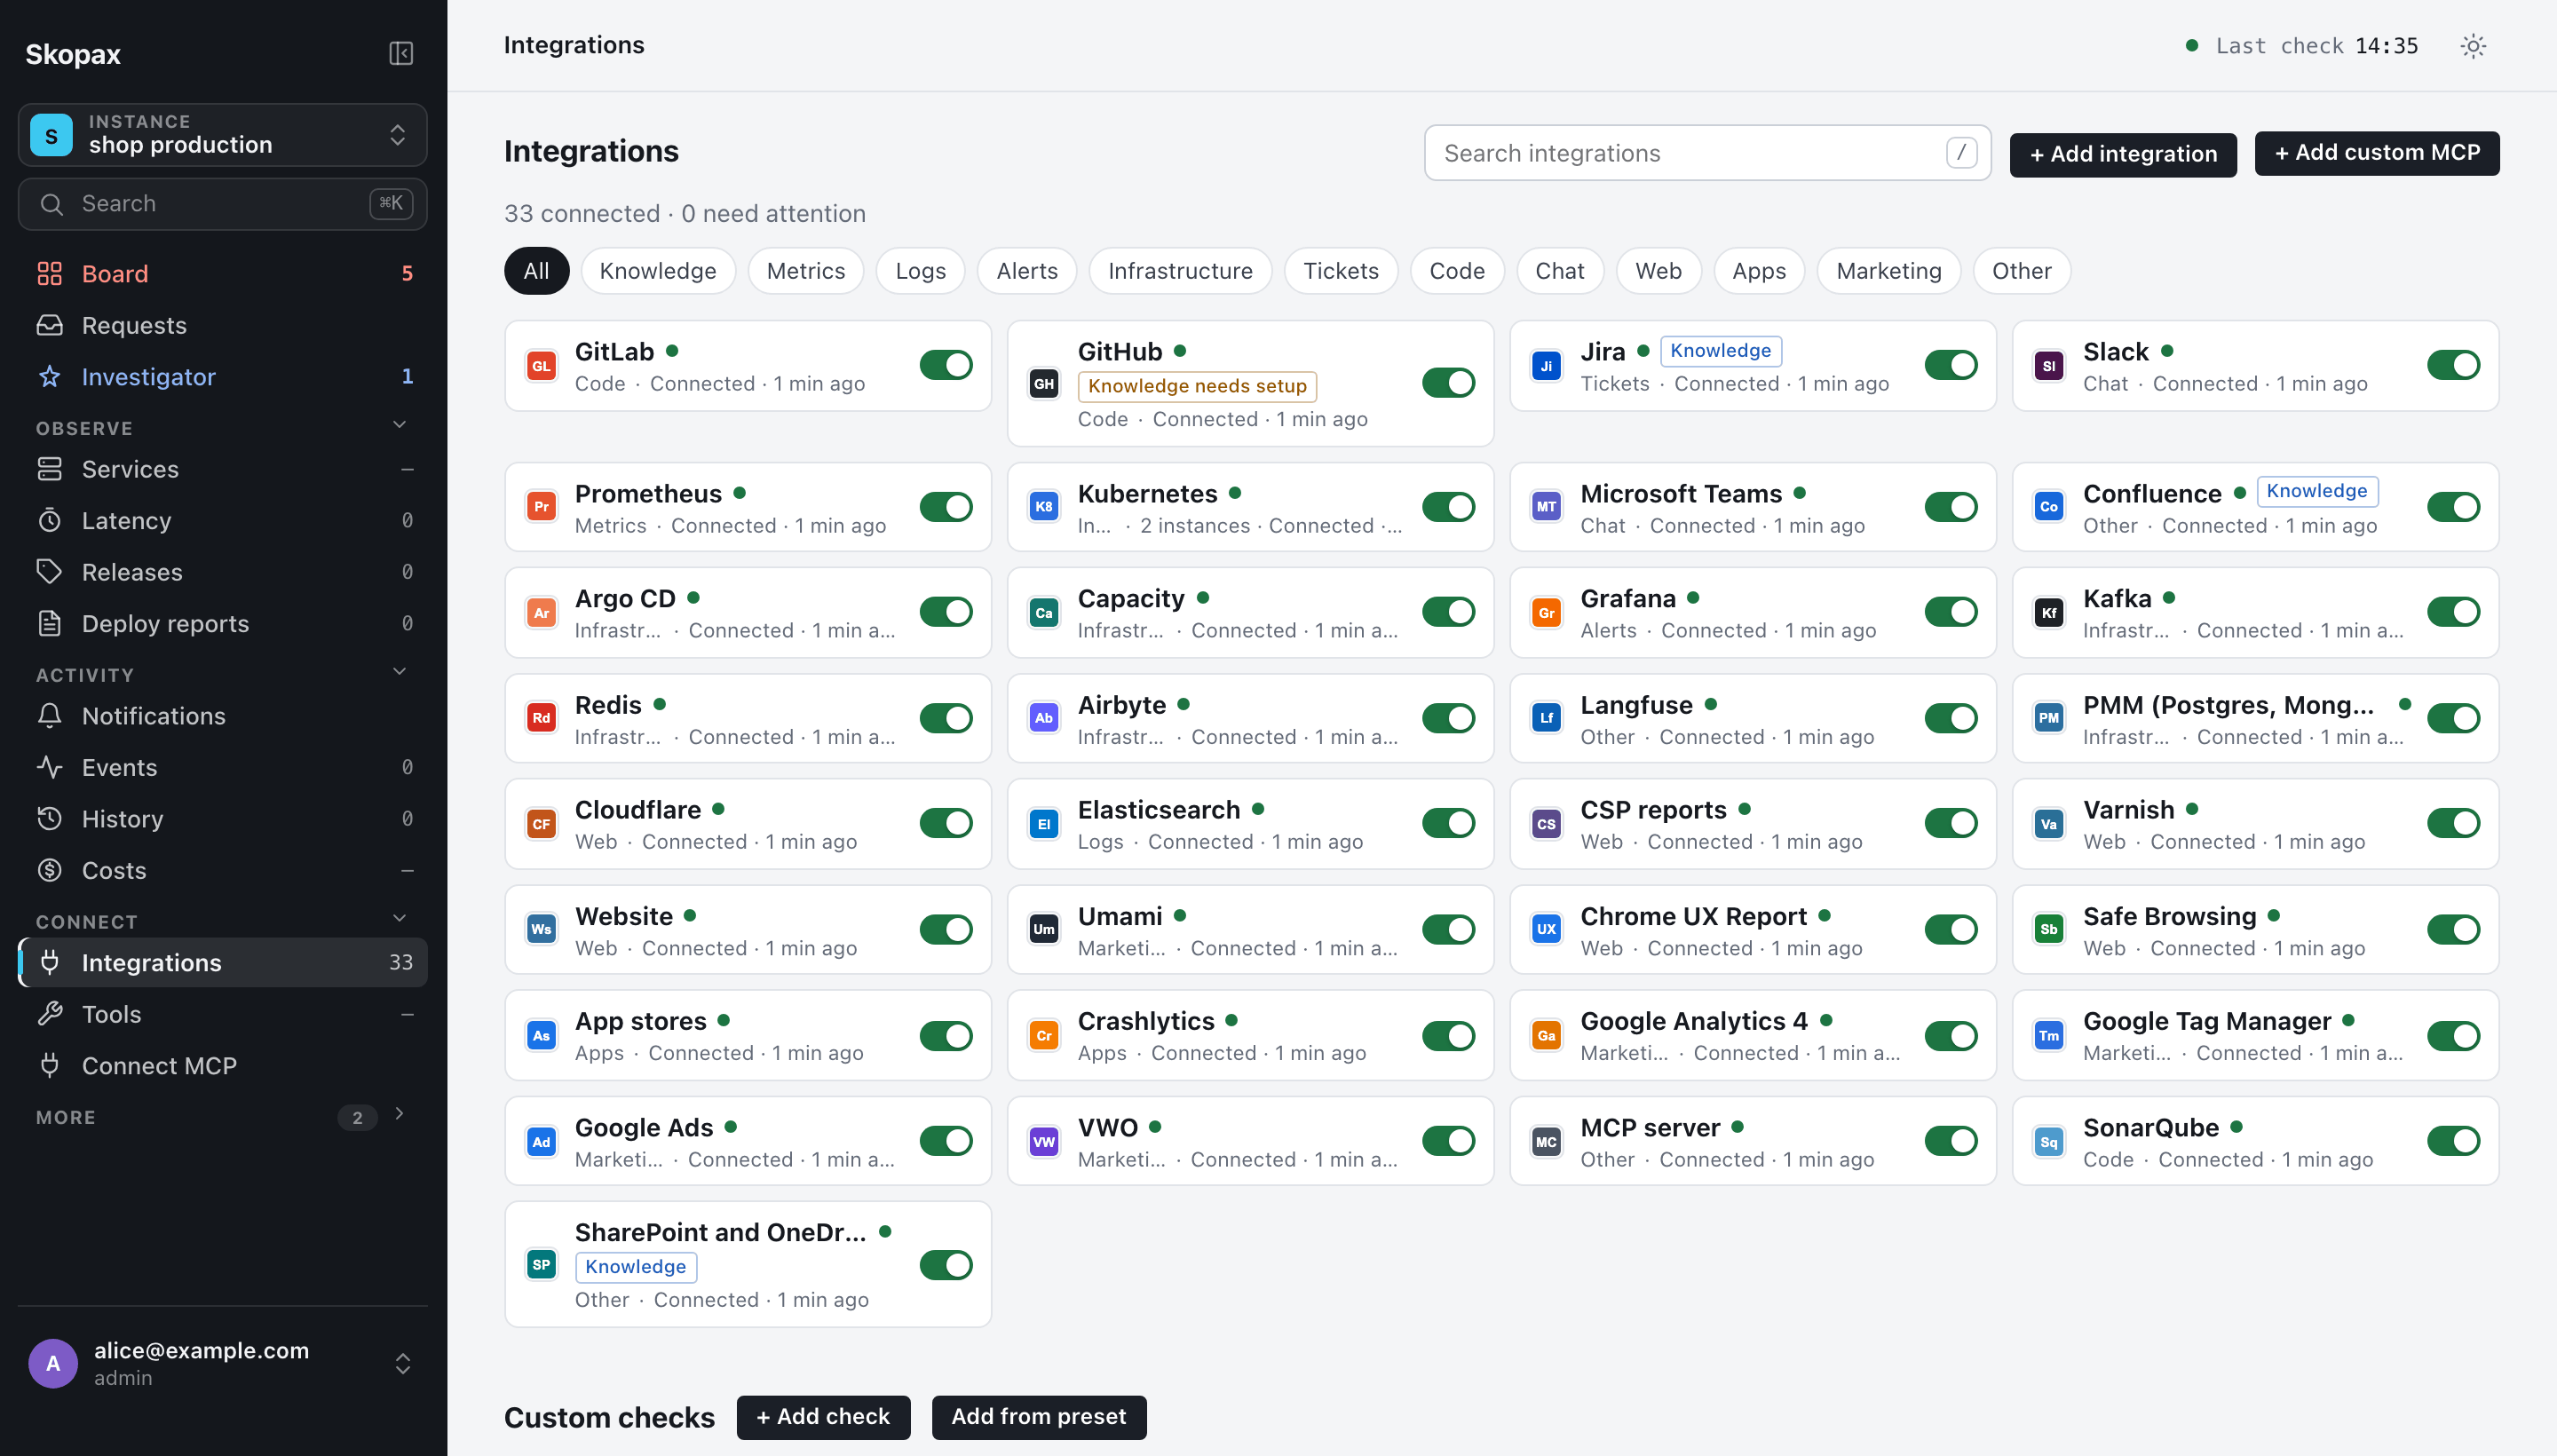 Skopax
S
INSTANCE
shop production
Search
⌘K
Board 5
Requests
Investigator 1
OBSERVE
Services –
Latency 0
Releases 0
Deploy reports 0
ACTIVITY
Notifications
Events 0
History 0
Costs –
CONNECT
Integrations 33
Tools –
Connect MCP
MORE 2
A
alice@example.com
admin
Integrations
Last check 14:35
Integrations
Search integrations /
+ Add integration
+ Add custom MCP
33 connected · 0 need attention
All Knowledge Metrics Logs Alerts Infrastructure Tickets Code Chat Web Apps Marketing Other
GL
GitLab
Code · Connected · 1 min ago
GH
GitHub
Knowledge needs setup
Code · Connected · 1 min ago
Ji
Jira Knowledge
Tickets · Connected · 1 min ago
Sl
Slack
Chat · Connected · 1 min ago
Pr
Prometheus
Metrics · Connected · 1 min ago
K8
Kubernetes
In... · 2 instances · Connected ·...
MT
Microsoft Teams
Chat · Connected · 1 min ago
Co
Confluence Knowledge
Other · Connected · 1 min ago
Ar
Argo CD
Infrastr... · Connected · 1 min a...
Ca
Capacity
Infrastr... · Connected · 1 min a...
Gr
Grafana
Alerts · Connected · 1 min ago
Kf
Kafka
Infrastr... · Connected · 1 min a...
Rd
Redis
Infrastr... · Connected · 1 min a...
Ab
Airbyte
Infrastr... · Connected · 1 min a...
Lf
Langfuse
Other · Connected · 1 min ago
PM
PMM (Postgres, Mong...
Infrastr... · Connected · 1 min a...
CF
Cloudflare
Web · Connected · 1 min ago
El
Elasticsearch
Logs · Connected · 1 min ago
CS
CSP reports
Web · Connected · 1 min ago
Va
Varnish
Web · Connected · 1 min ago
Ws
Website
Web · Connected · 1 min ago
Um
Umami
Marketi... · Connected · 1 min a...
UX
Chrome UX Report
Web · Connected · 1 min ago
Sb
Safe Browsing
Web · Connected · 1 min ago
As
App stores
Apps · Connected · 1 min ago
Cr
Crashlytics
Apps · Connected · 1 min ago
Ga
Google Analytics 4
Marketi... · Connected · 1 min a...
Tm
Google Tag Manager
Marketi... · Connected · 1 min a...
Ad
Google Ads
Marketi... · Connected · 1 min a...
VW
VWO
Marketi... · Connected · 1 min a...
MC
MCP server
Other · Connected · 1 min ago
Sq
SonarQube
Code · Connected · 1 min ago
SP
SharePoint and OneDr...
Knowledge
Other · Connected · 1 min ago
Custom checks
+ Add check
Add from preset